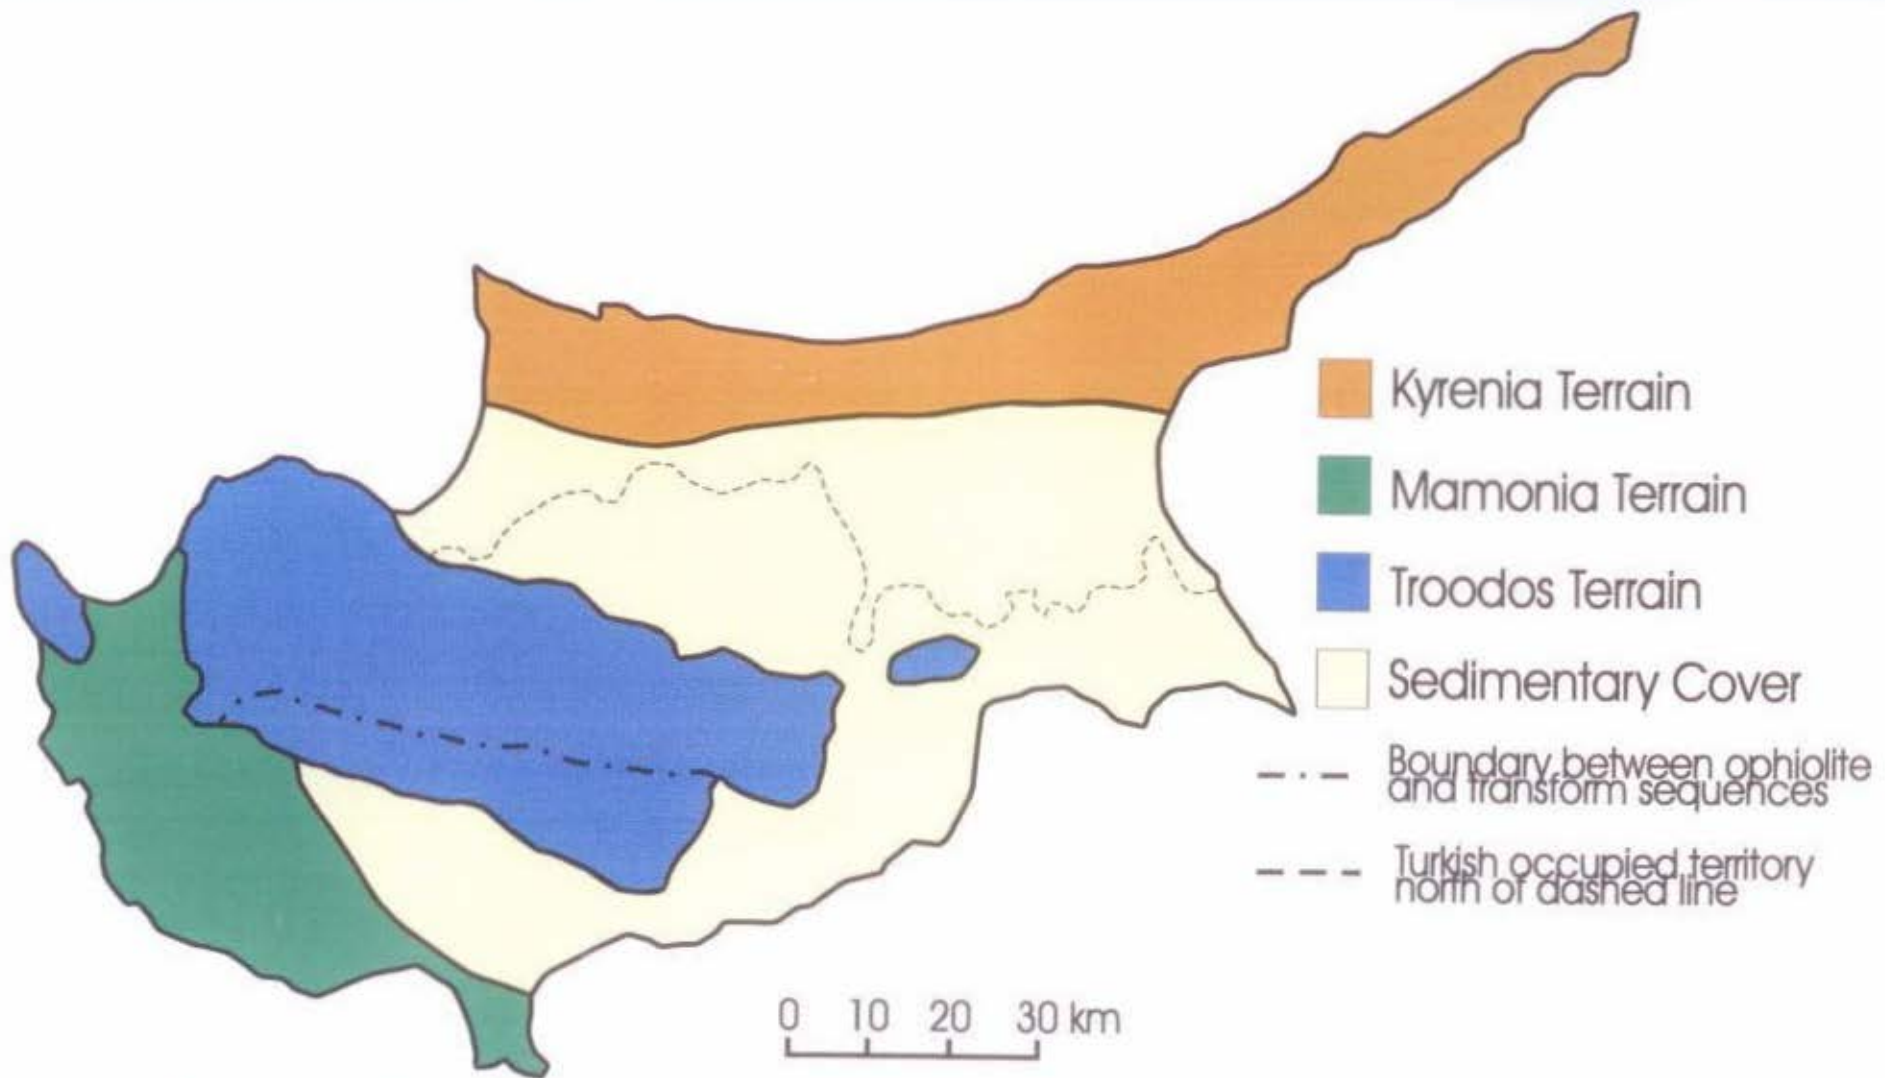 Kyrenia Terrain
Mamonia Terrain
Troodos Terrain
Sedimentary Cover
Boundary between ophiolite
and transform sequences
Turkish occupied territory
north of dashed line
0 10 20 30 km